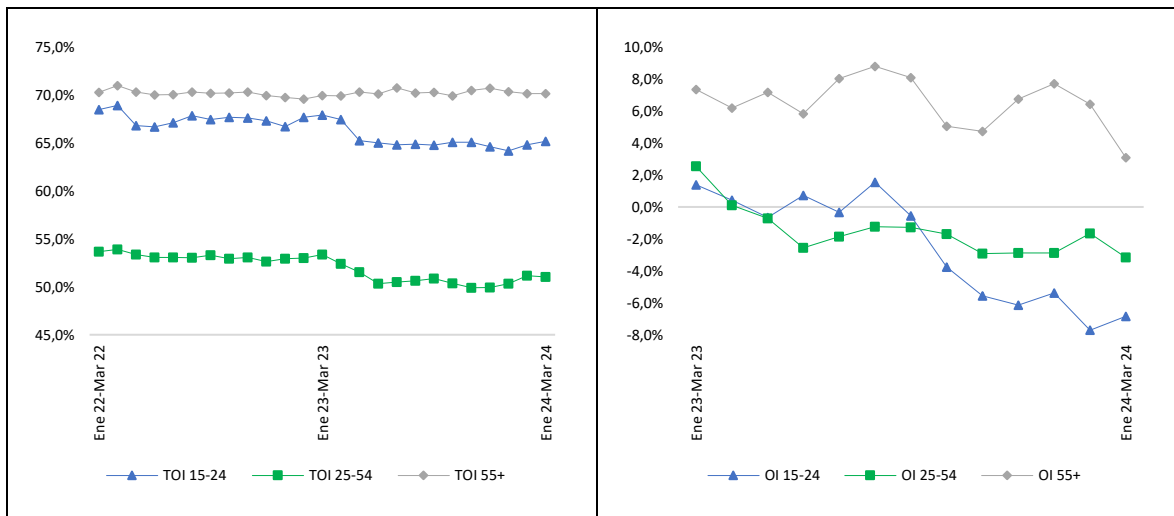 75,0%
70,0%
65,0%
60,0%
55,0%
50,0%
45,0%
Ene 22-Mar 22
Ene 23-Mar 23
Ene 24-Mar 24
TOI 15-24
TOI 25-54
TOI 55+
10,0%
8,0%
6,0%
4,0%
2,0%
0,0%
-2,0%
-4,0%
-6,0%
-8,0%
Ene 23-Mar 23
Ene 24-Mar 24
OI 15-24
OI 25-54
OI 55+